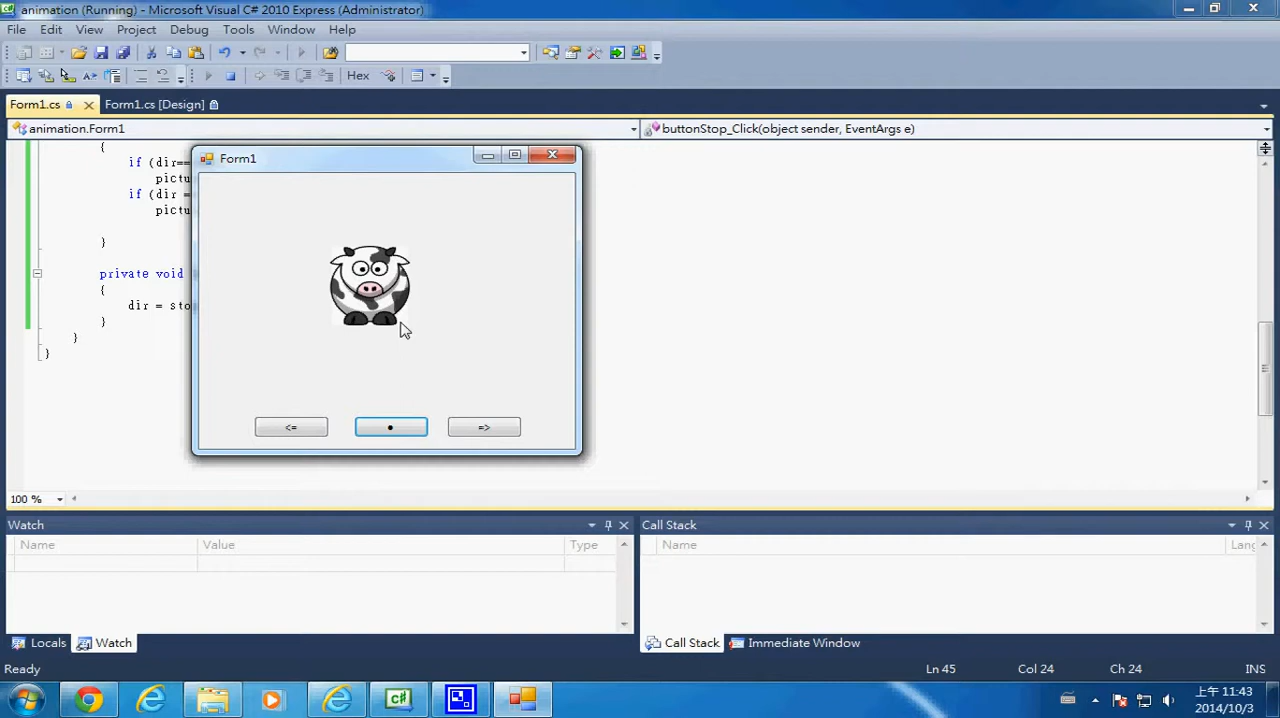 animation (Running) - Microsoft Visual C# 2010 Express (Administrator)
File Edit View Project Debug Tools Window Help
Hex
Form1.cs Form1.cs [Design]
animation.Form1 buttonStop_Click(object sender, EventArgs e)
{
if (dir==
pictu
if (dir =
pictu
}
private void
{
dir = sto
}
}
}
Form1
<= • =>
100 %
Watch
Name Value Type
Call Stack
Name Lang
Locals Watch
Call Stack Immediate Window
Ready Ln 45 Col 24 Ch 24 INS
上午 11:43
2014/10/3